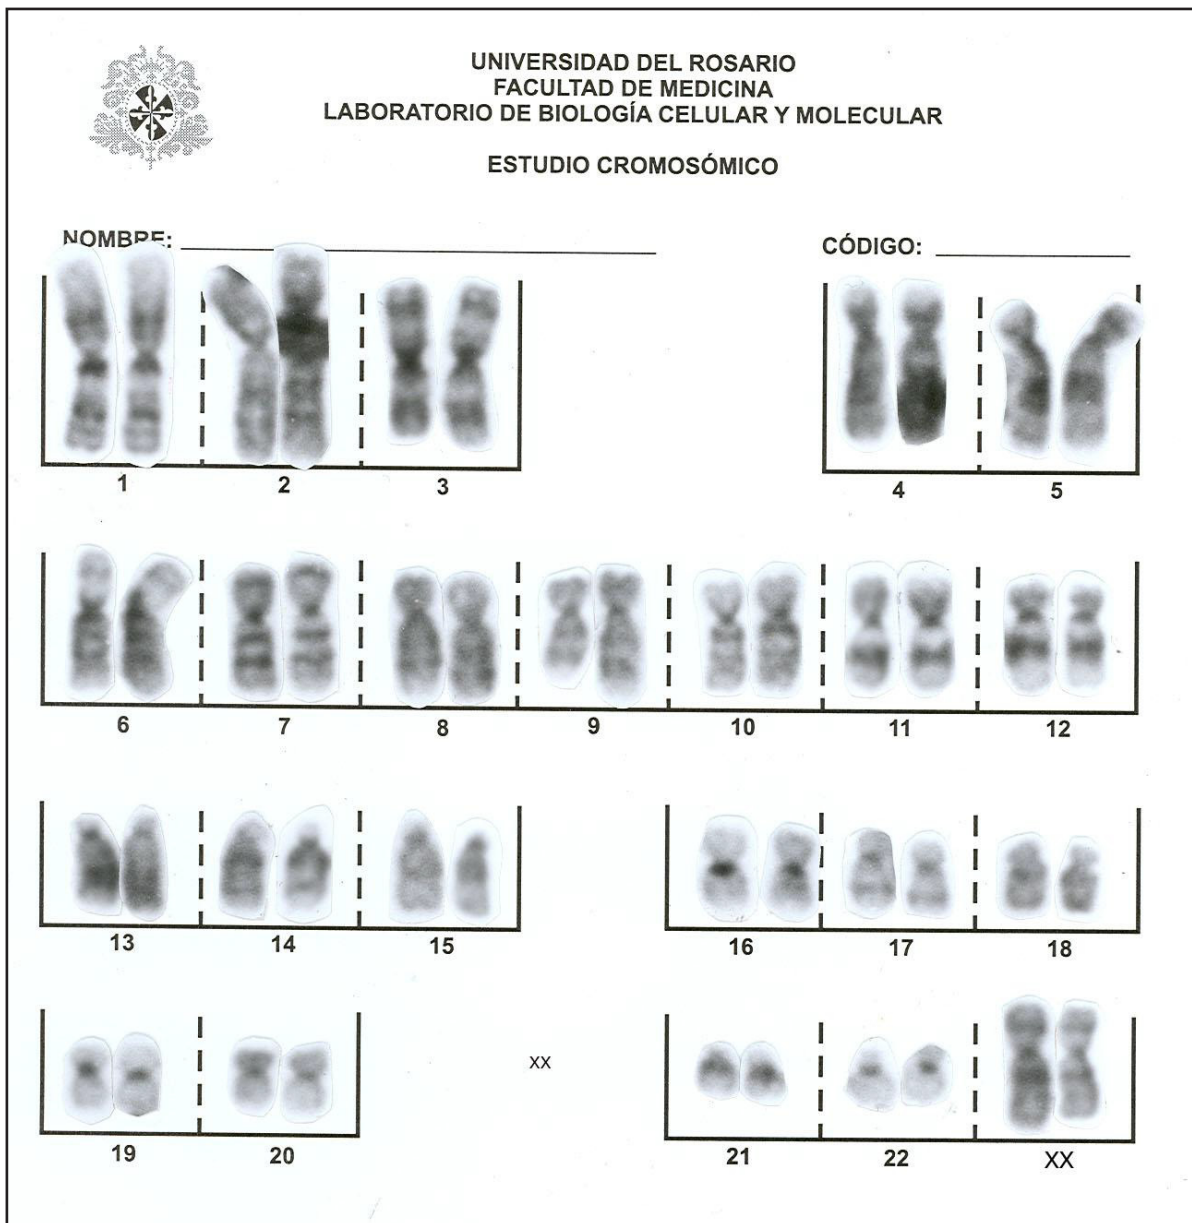 UNIVERSIDAD DEL ROSARIO
FACULTAD DE MEDICINA
LABORATORIO DE BIOLOGÍA CELULAR Y MOLECULAR
ESTUDIO CROMOSÓMICO
NOMBRE:
CÓDIGO:
1 2 3 4 5
6 7 8 9 10 11 12
13 14 15 16 17 18
XX
19 20 21 22 XX